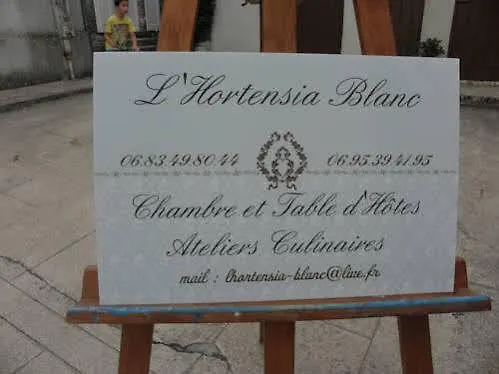 L'Hortensia Blanc
06.83.49.80.44 06.95.39.41.95
Chambre et Table d'Hôtes
Ateliers Culinaires
mail : lhortensia-blanc@live.fr